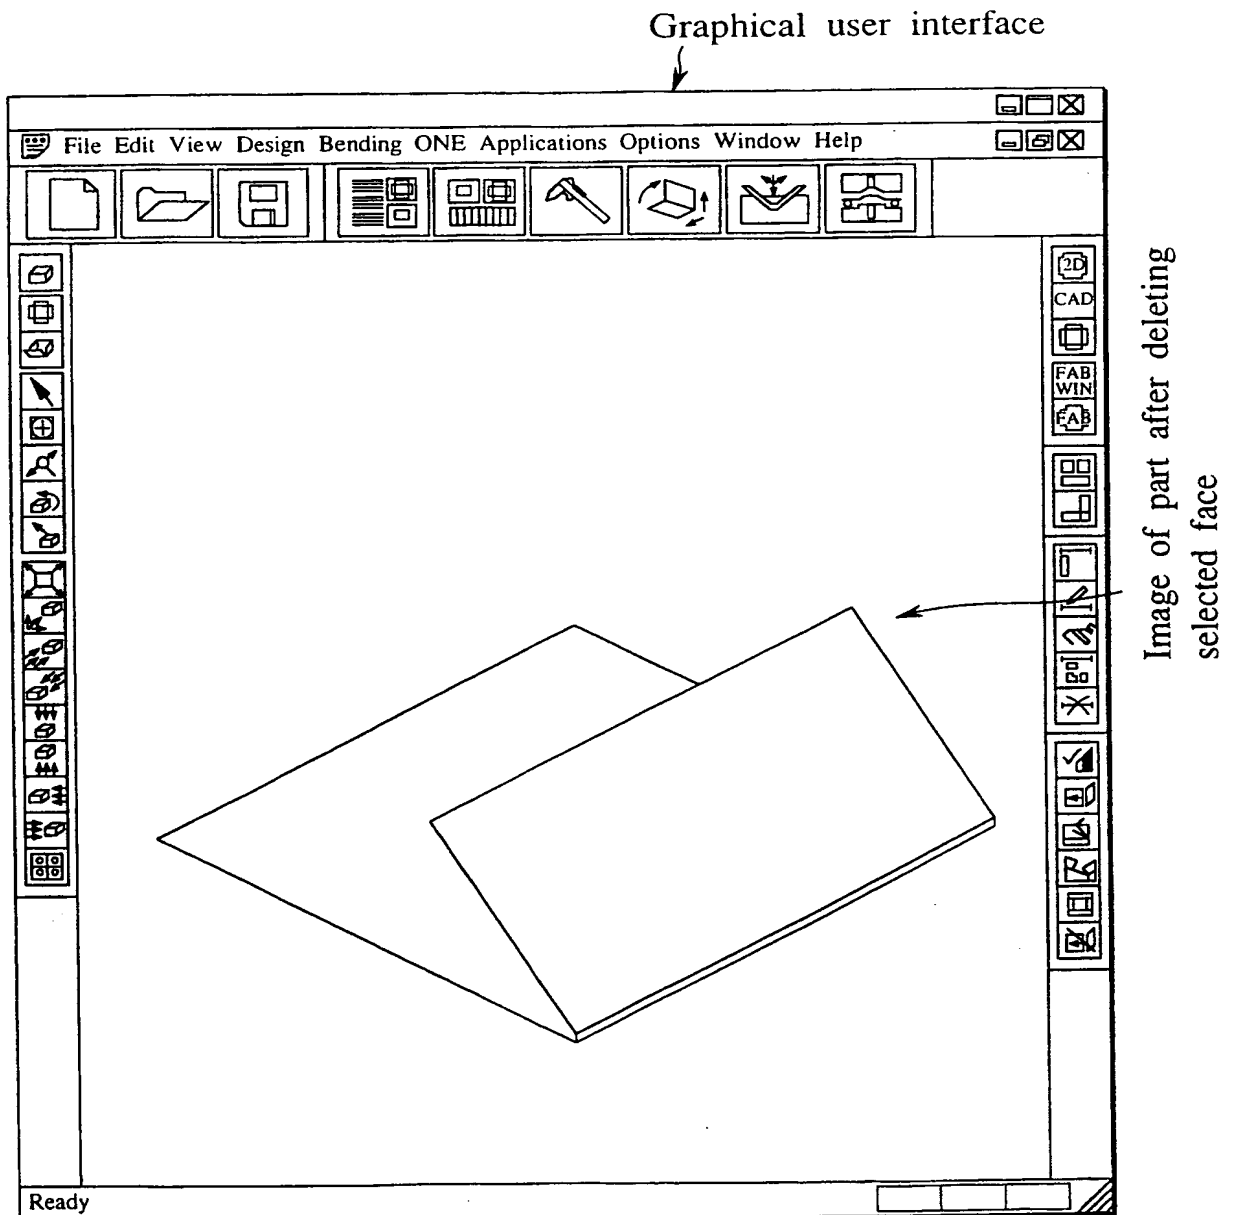 Graphical user interface
File Edit View Design Bending ONE Applications Options Window Help
2D
CAD
FAB
WIN
FAB
Image of part after deleting
selected face
Ready